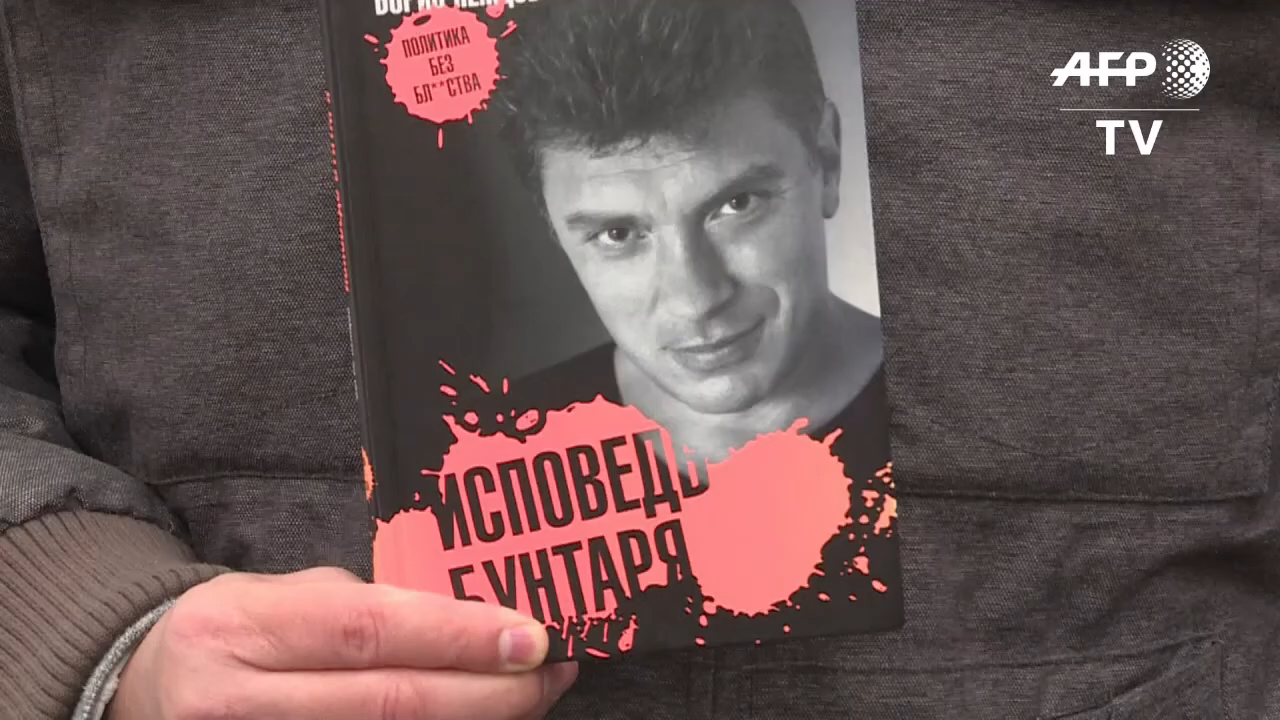 ПОЛИТИКА
БЕЗ
БЛ**СТВА
ИСПОВЕДЬ
БУНТАРЯ
AFP
TV